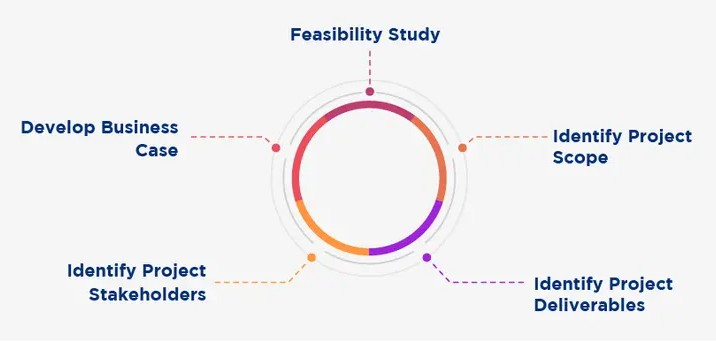 Feasibility Study
Develop Business
Case
Identify Project
Scope
Identify Project
Stakeholders
Identify Project
Deliverables